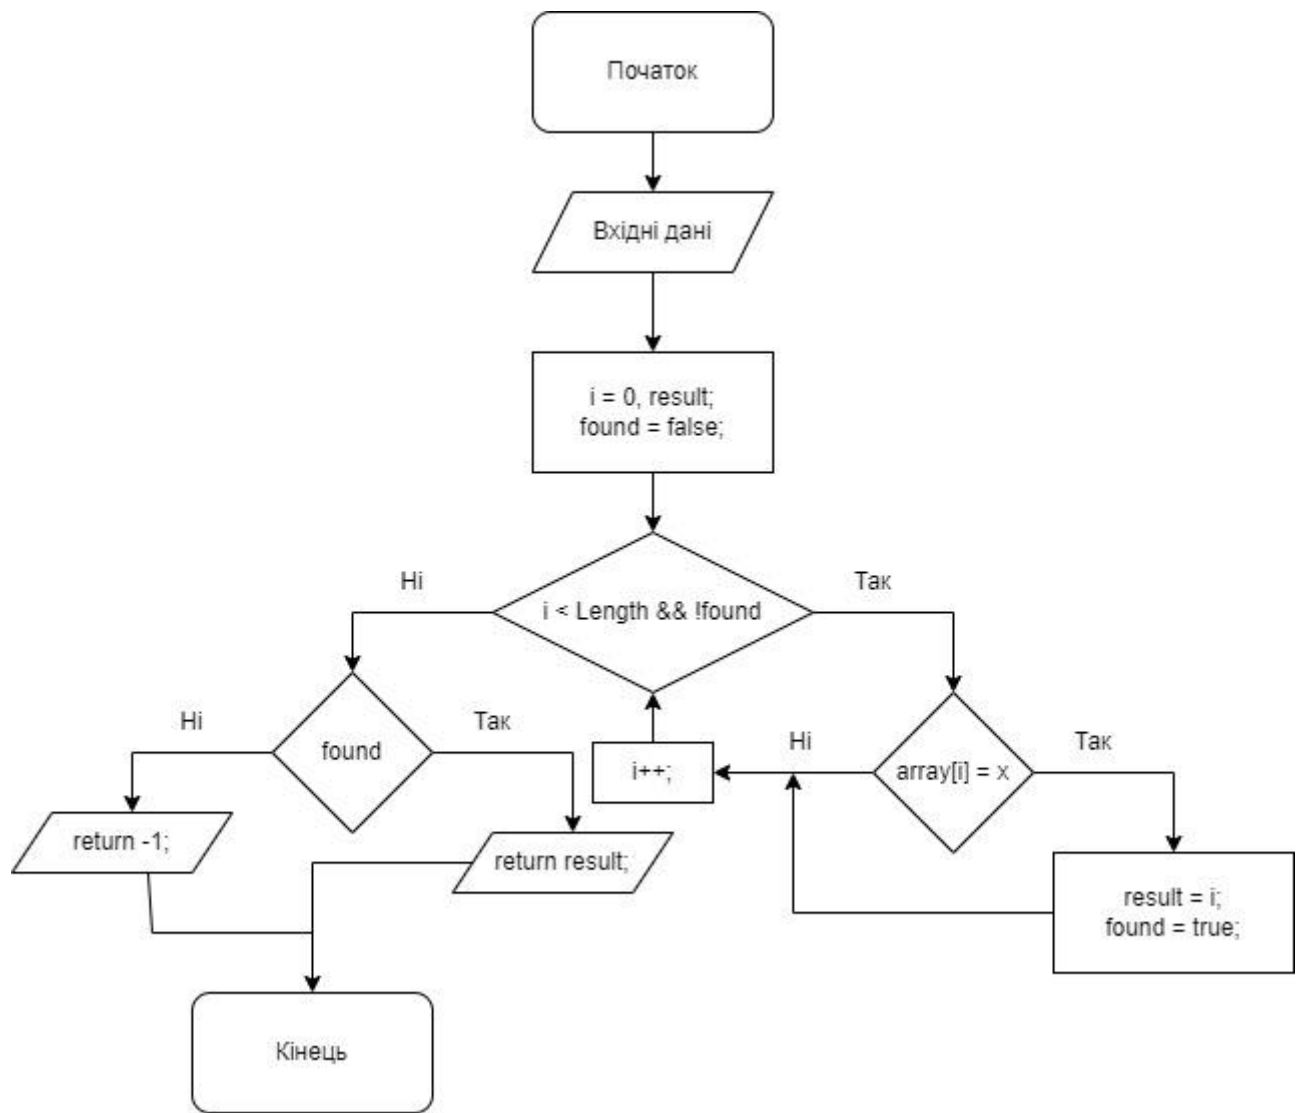 Початок
Вхідні дані
i = 0, result;
found = false;
Ні
Так
i < Length && !found
Ні
Так
found
i++;
Ні
Так
array[i] = x
return -1;
return result;
result = i;
found = true;
Кінець